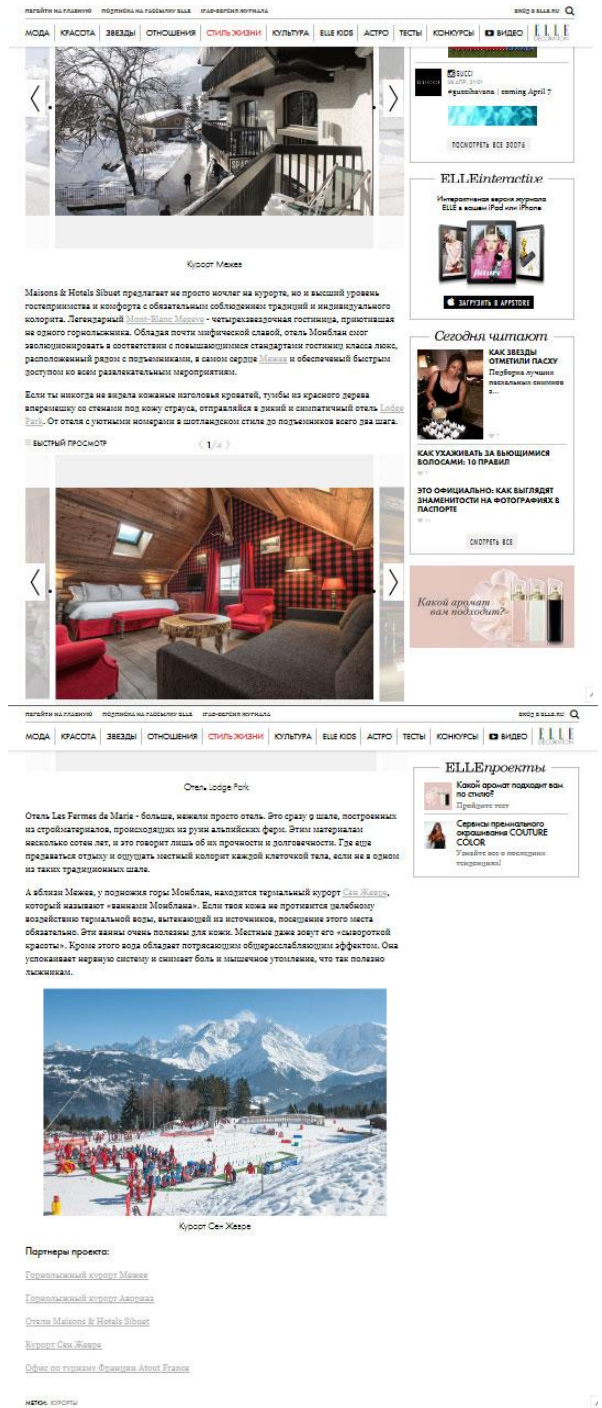 ПЕРЕЙТИ НА ГЛАВНУЮ ПОДПИСКА НА РАССЫЛКУ ELLE IPAD-ВЕРСИЯ ЖУРНАЛА ВХОД В ELLE.RU
МОДА КРАСОТА ЗВЕЗДЫ ОТНОШЕНИЯ СТИЛЬ ЖИЗНИ КУЛЬТУРА ELLE KIDS АСТРО ТЕСТЫ КОНКУРСЫ ВИДЕО ELLE DECORATION
Курорт Межев
Maisons & Hotels Sibuet предлагает не просто ночлег на курорте, но и высший уровень
гостеприимства и комфорта с обязательным соблюдением традиций и индивидуального
колорита. Легендарный Mont-Blanc Megeve - четырехзвездочная гостиница, приютившая
не одного горнолыжника. Обладая почти мифической славой, отель Монблан смог
эволюционировать в соответствии с повышающимися стандартами гостиниц класса люкс,
расположенный рядом с подъемниками, в самом сердце Межев и обеспеченый быстрым
доступом ко всем развлекательным мероприятиям.
Если ты никогда не видела кожаные изголовья кроватей, тумбы из красного дерева
вперемешку со стенами под кожу страуса, отправляйся в дикий и симпатичный отель Lodge
Park. От отеля с уютными номерами в шотландском стиле до подъемников всего два шага.
БЫСТРЫЙ ПРОСМОТР 1/4
GUCCI
GUCCI
#guccihavana | coming April 7
ПОСМОТРЕТЬ ВСЕ
ELLEinteractive
Интерактивная версия журнала
ELLE в вашем iPad или iPhone
future
ЗАГРУЗИТЬ В APPSTORE
Сегодня читают
КАК ЗВЕЗДЫ
ОТМЕТИЛИ ПАСХУ
Подборка лучших
пасхальных снимков
з...
КАК УХАЖИВАТЬ ЗА ВЬЮЩИМИСЯ
ВОЛОСАМИ: 10 ПРАВИЛ
ЭТО ОФИЦИАЛЬНО: КАК ВЫГЛЯДЯТ
ЗНАМЕНИТОСТИ НА ФОТОГРАФИЯХ В
ПАСПОРТЕ
СМОТРЕТЬ ВСЕ
Какой аромат
вам подходит?
ПЕРЕЙТИ НА ГЛАВНУЮ ПОДПИСКА НА РАССЫЛКУ ELLE IPAD-ВЕРСИЯ ЖУРНАЛА ВХОД В ELLE.RU
МОДА КРАСОТА ЗВЕЗДЫ ОТНОШЕНИЯ СТИЛЬ ЖИЗНИ КУЛЬТУРА ELLE KIDS АСТРО ТЕСТЫ КОНКУРСЫ ВИДЕО ELLE DECORATION
Отель Lodge Park
Отель Les Fermes de Marie - больше, нежели просто отель. Это сразу 9 шале, построенных
из стройматериалов, происходящих из руин альпийских ферм. Этим материалам
несколько сотен лет, и это говорит лишь об их прочности и долговечности. Где еще
предаваться отдыху и ощущать местный колорит каждой клеточкой тела, если не в одном
из таких традиционных шале.
А вблизи Межев, у подножия горы Монблан, находится термальный курорт Сен Жерве,
который называют «ваннами Монблана». Если твоя кожа не противится целебному
воздействию термальной воды, вытекающей из источников, посещение этого места
обязательно. Эти ванны очень полезны для кожи. Местные даже зовут его «сывороткой
красоты». Кроме этого вода обладает потрясающим общерасслабляющим эффектом. Она
успокаивает нервную систему и снимает боль и мышечное утомление, что так полезно
лыжникам.
Курорт Сен Жерве
Партнеры проекта:
Горнолыжный курорт Межев
Горнолыжный курорт Авориаз
Отели Maisons & Hotels Sibuet
Курорт Сен Жерве
Офис по туризму Франции Atout France
МЕТКИ: КУРОРТЫ
ELLEпроекты
Какой аромат подходит вам
по стилю?
Пройдите тест
Сервисы премиального
окрашивания COUTURE
COLOR
Узнайте все о последних
тенденциях!